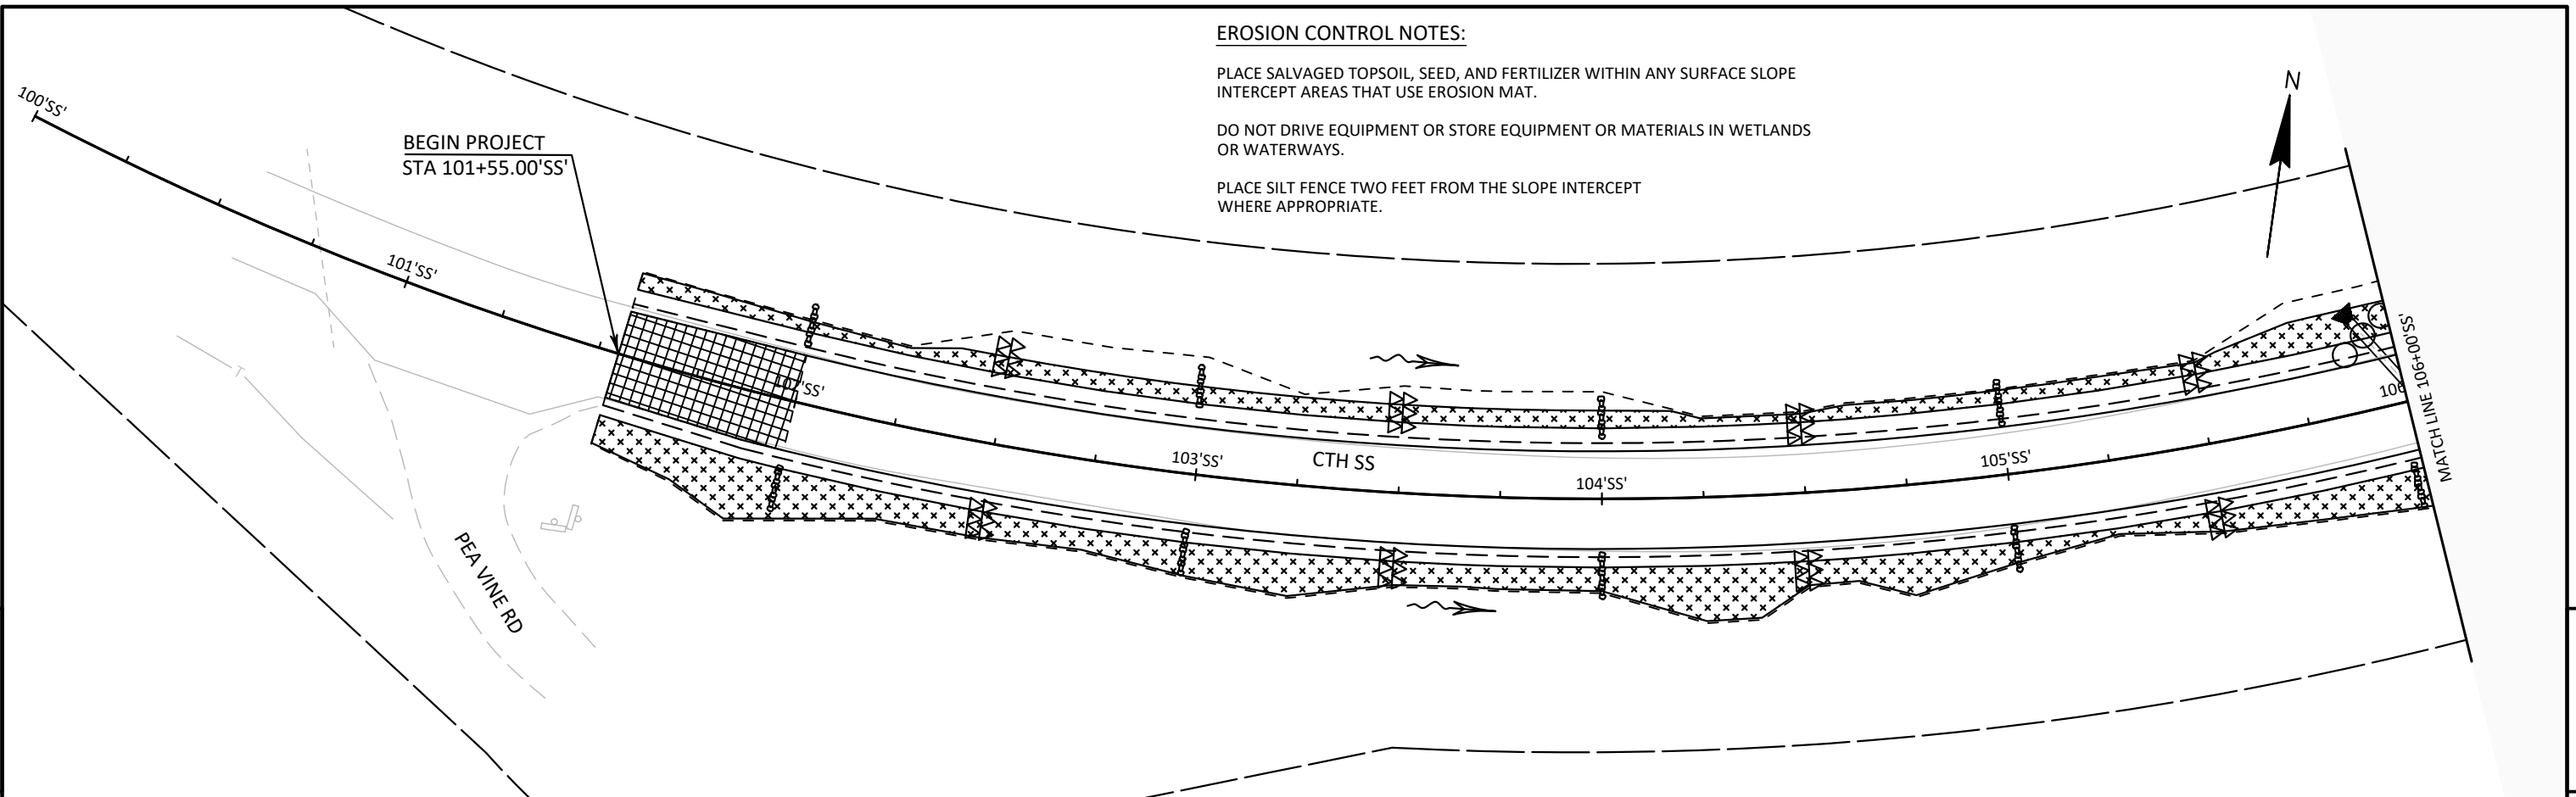 EROSION CONTROL NOTES:
PLACE SALVAGED TOPSOIL, SEED, AND FERTILIZER WITHIN ANY SURFACE SLOPE
INTERCEPT AREAS THAT USE EROSION MAT.
DO NOT DRIVE EQUIPMENT OR STORE EQUIPMENT OR MATERIALS IN WETLANDS
OR WATERWAYS.
PLACE SILT FENCE TWO FEET FROM THE SLOPE INTERCEPT
WHERE APPROPRIATE.
N
100'SS'
BEGIN PROJECT
STA 101+55.00'SS'
101'SS'
102'SS'
103'SS'
CTH SS
104'SS'
105'SS'
106
MATCH LINE 106+00'SS'
PEA VINE RD